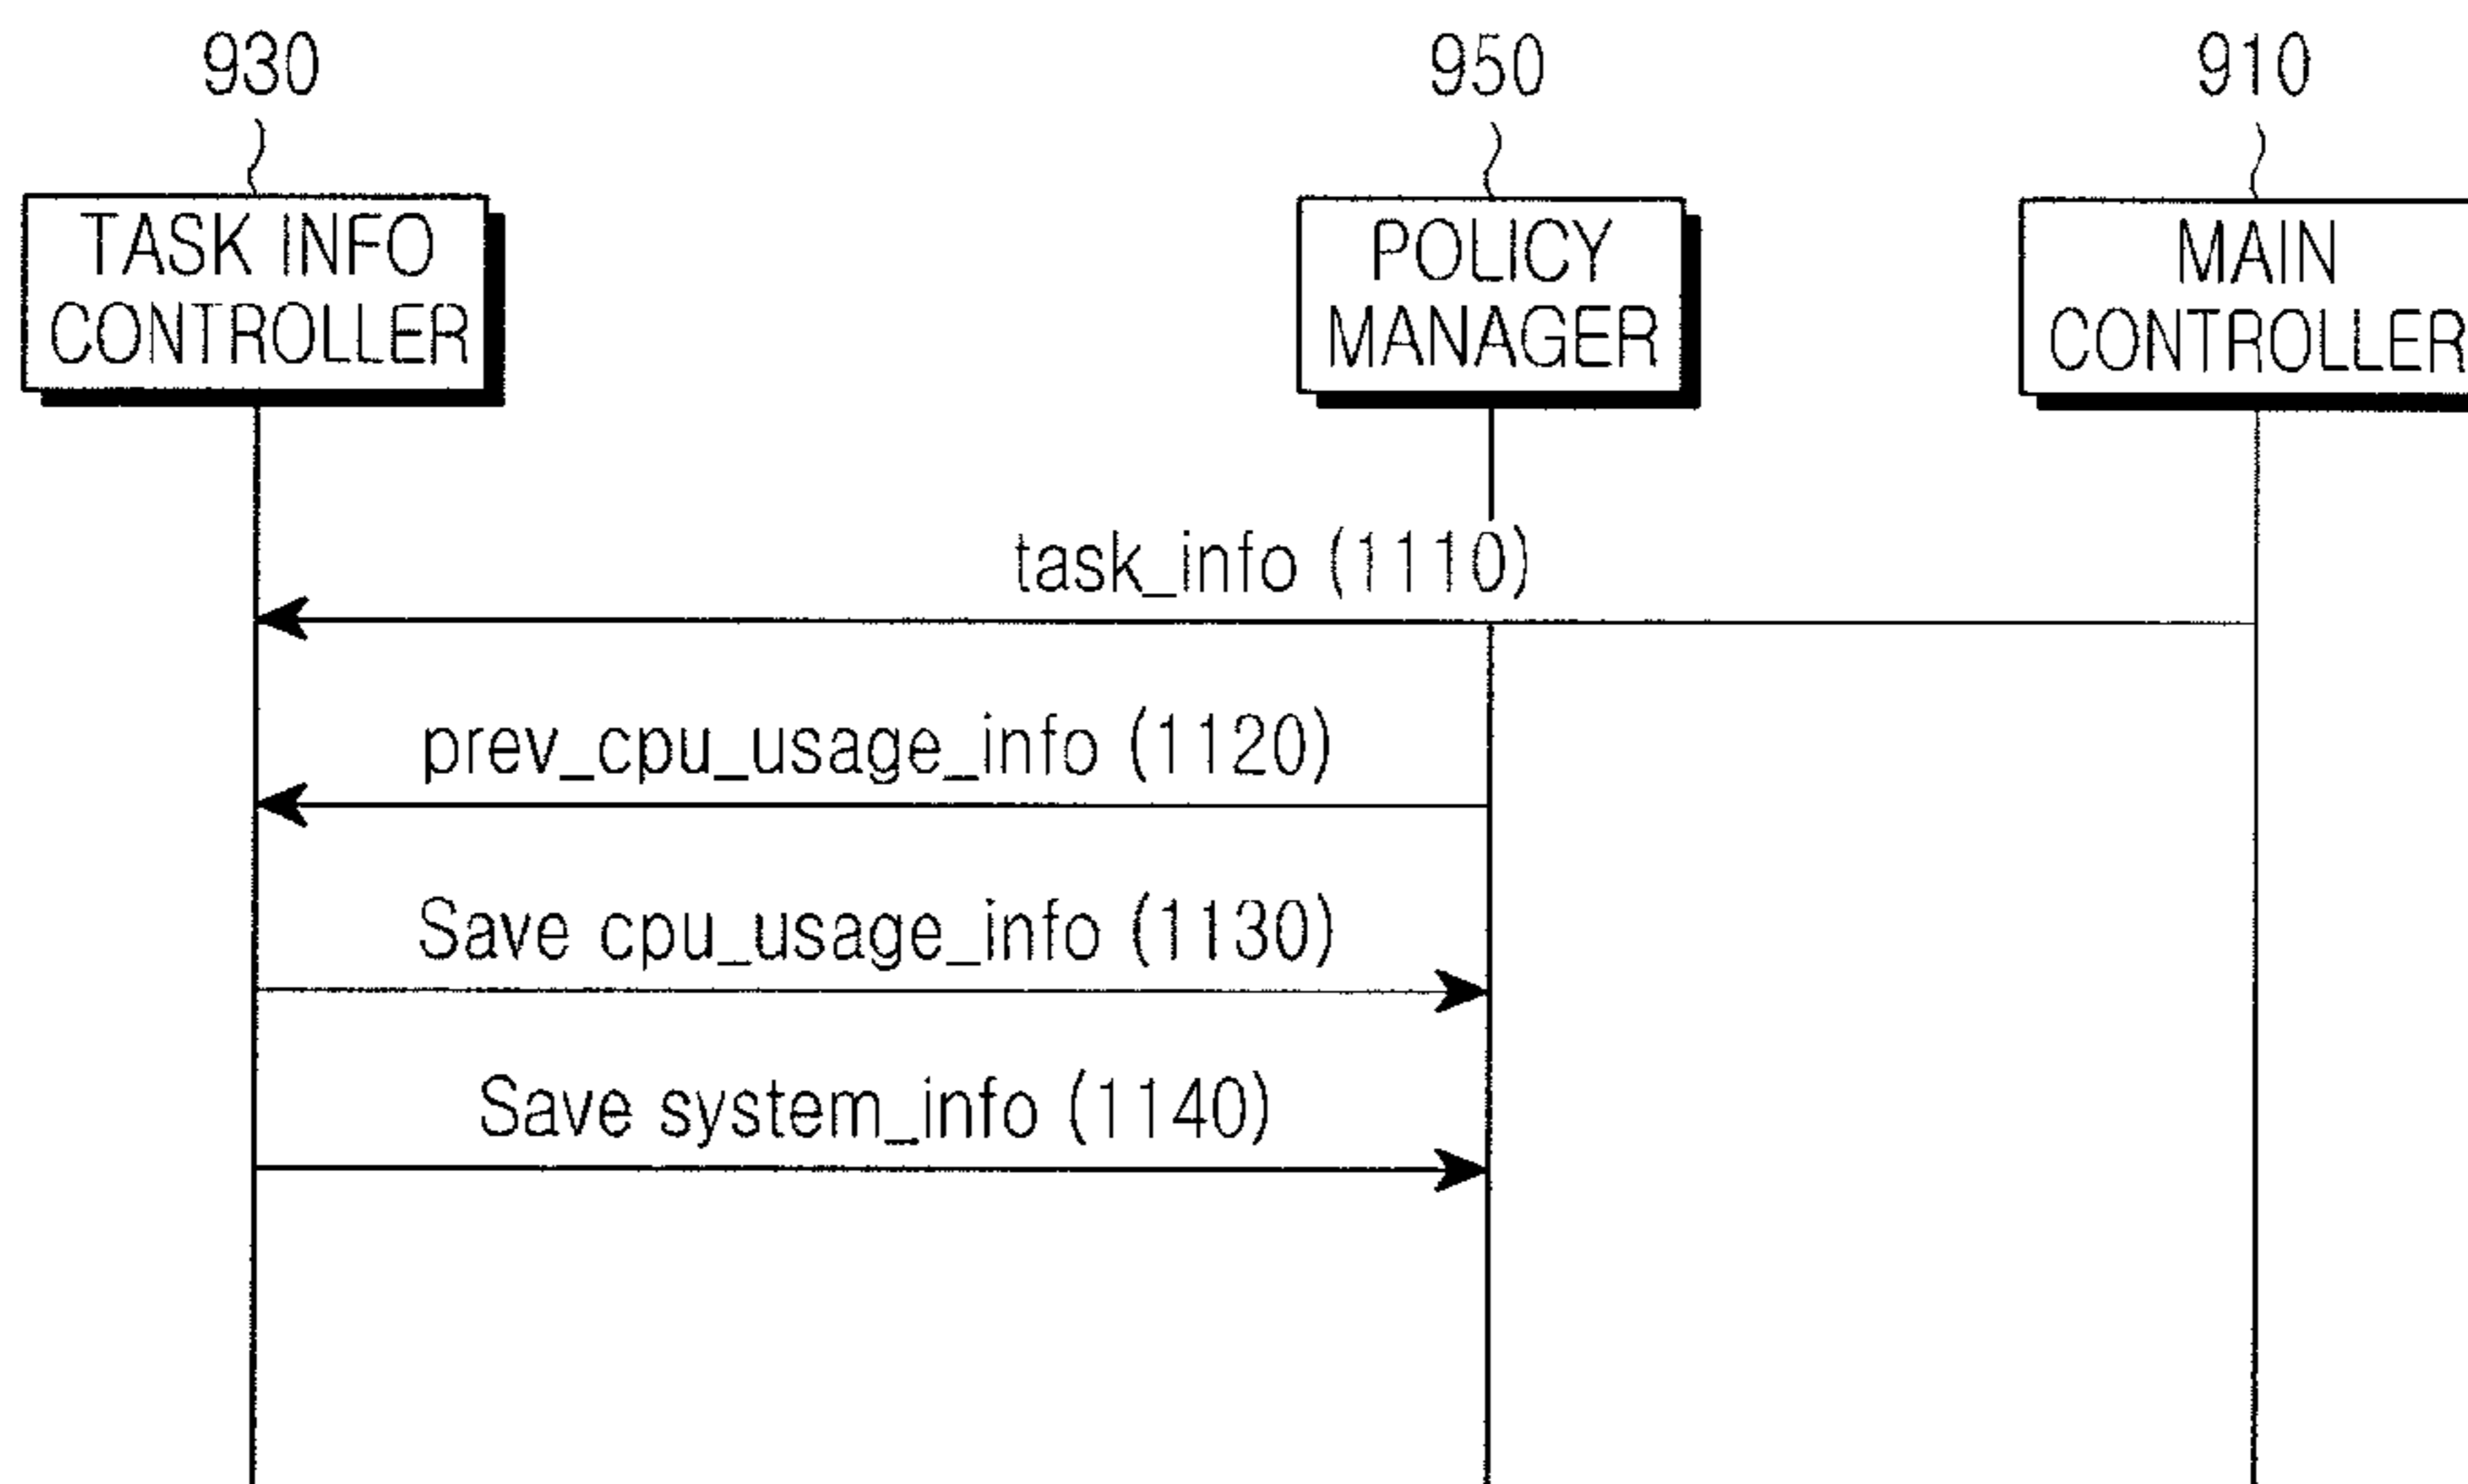 930
950
910
TASK INFO
CONTROLLER
POLICY
MANAGER
MAIN
CONTROLLER
task_info (1110)
prev_cpu_usage_info (1120)
Save cpu_usage_info (1130)
Save system_info (1140)